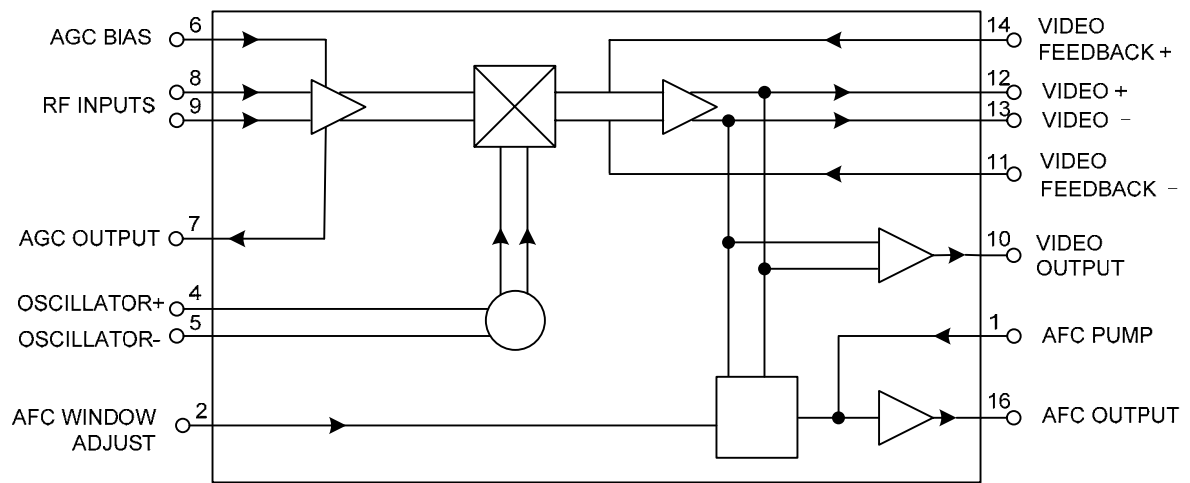 AGC BIAS
6
8
RF INPUTS
9
AGC OUTPUT
7
OSCILLATOR+
4
OSCILLATOR-
5
AFC WINDOW
ADJUST
2
14
VIDEO
FEEDBACK +
12
VIDEO +
13
VIDEO –
11
VIDEO
FEEDBACK –
10
VIDEO
OUTPUT
1
AFC PUMP
16
AFC OUTPUT